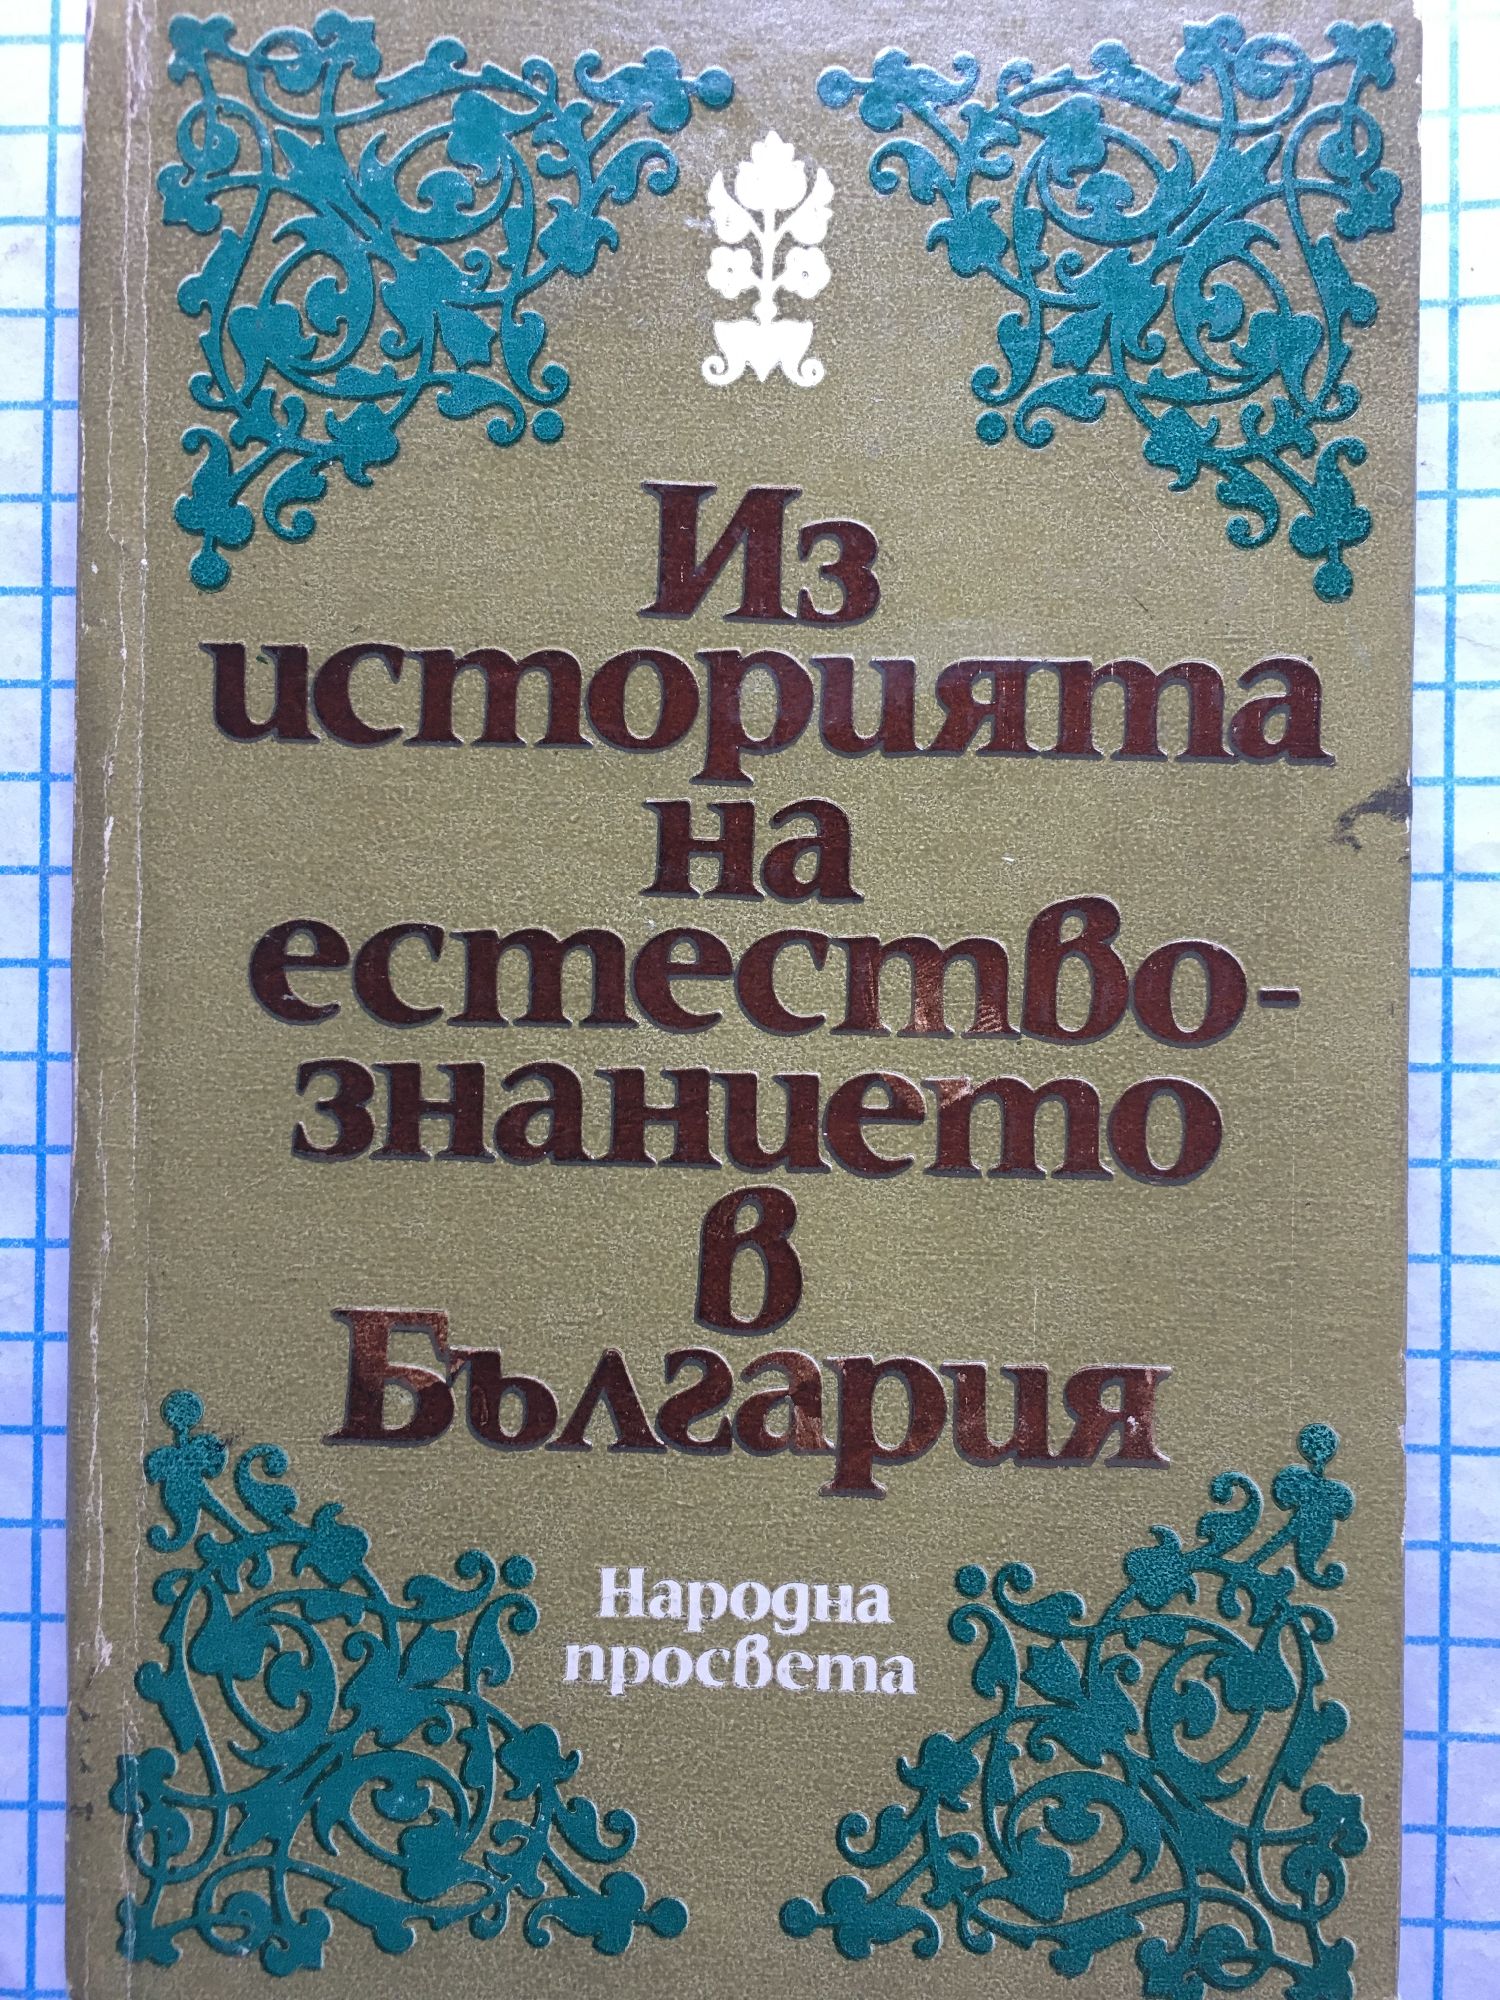 Из
историята
на
естество-
знанието
в
България
Народна
просвета